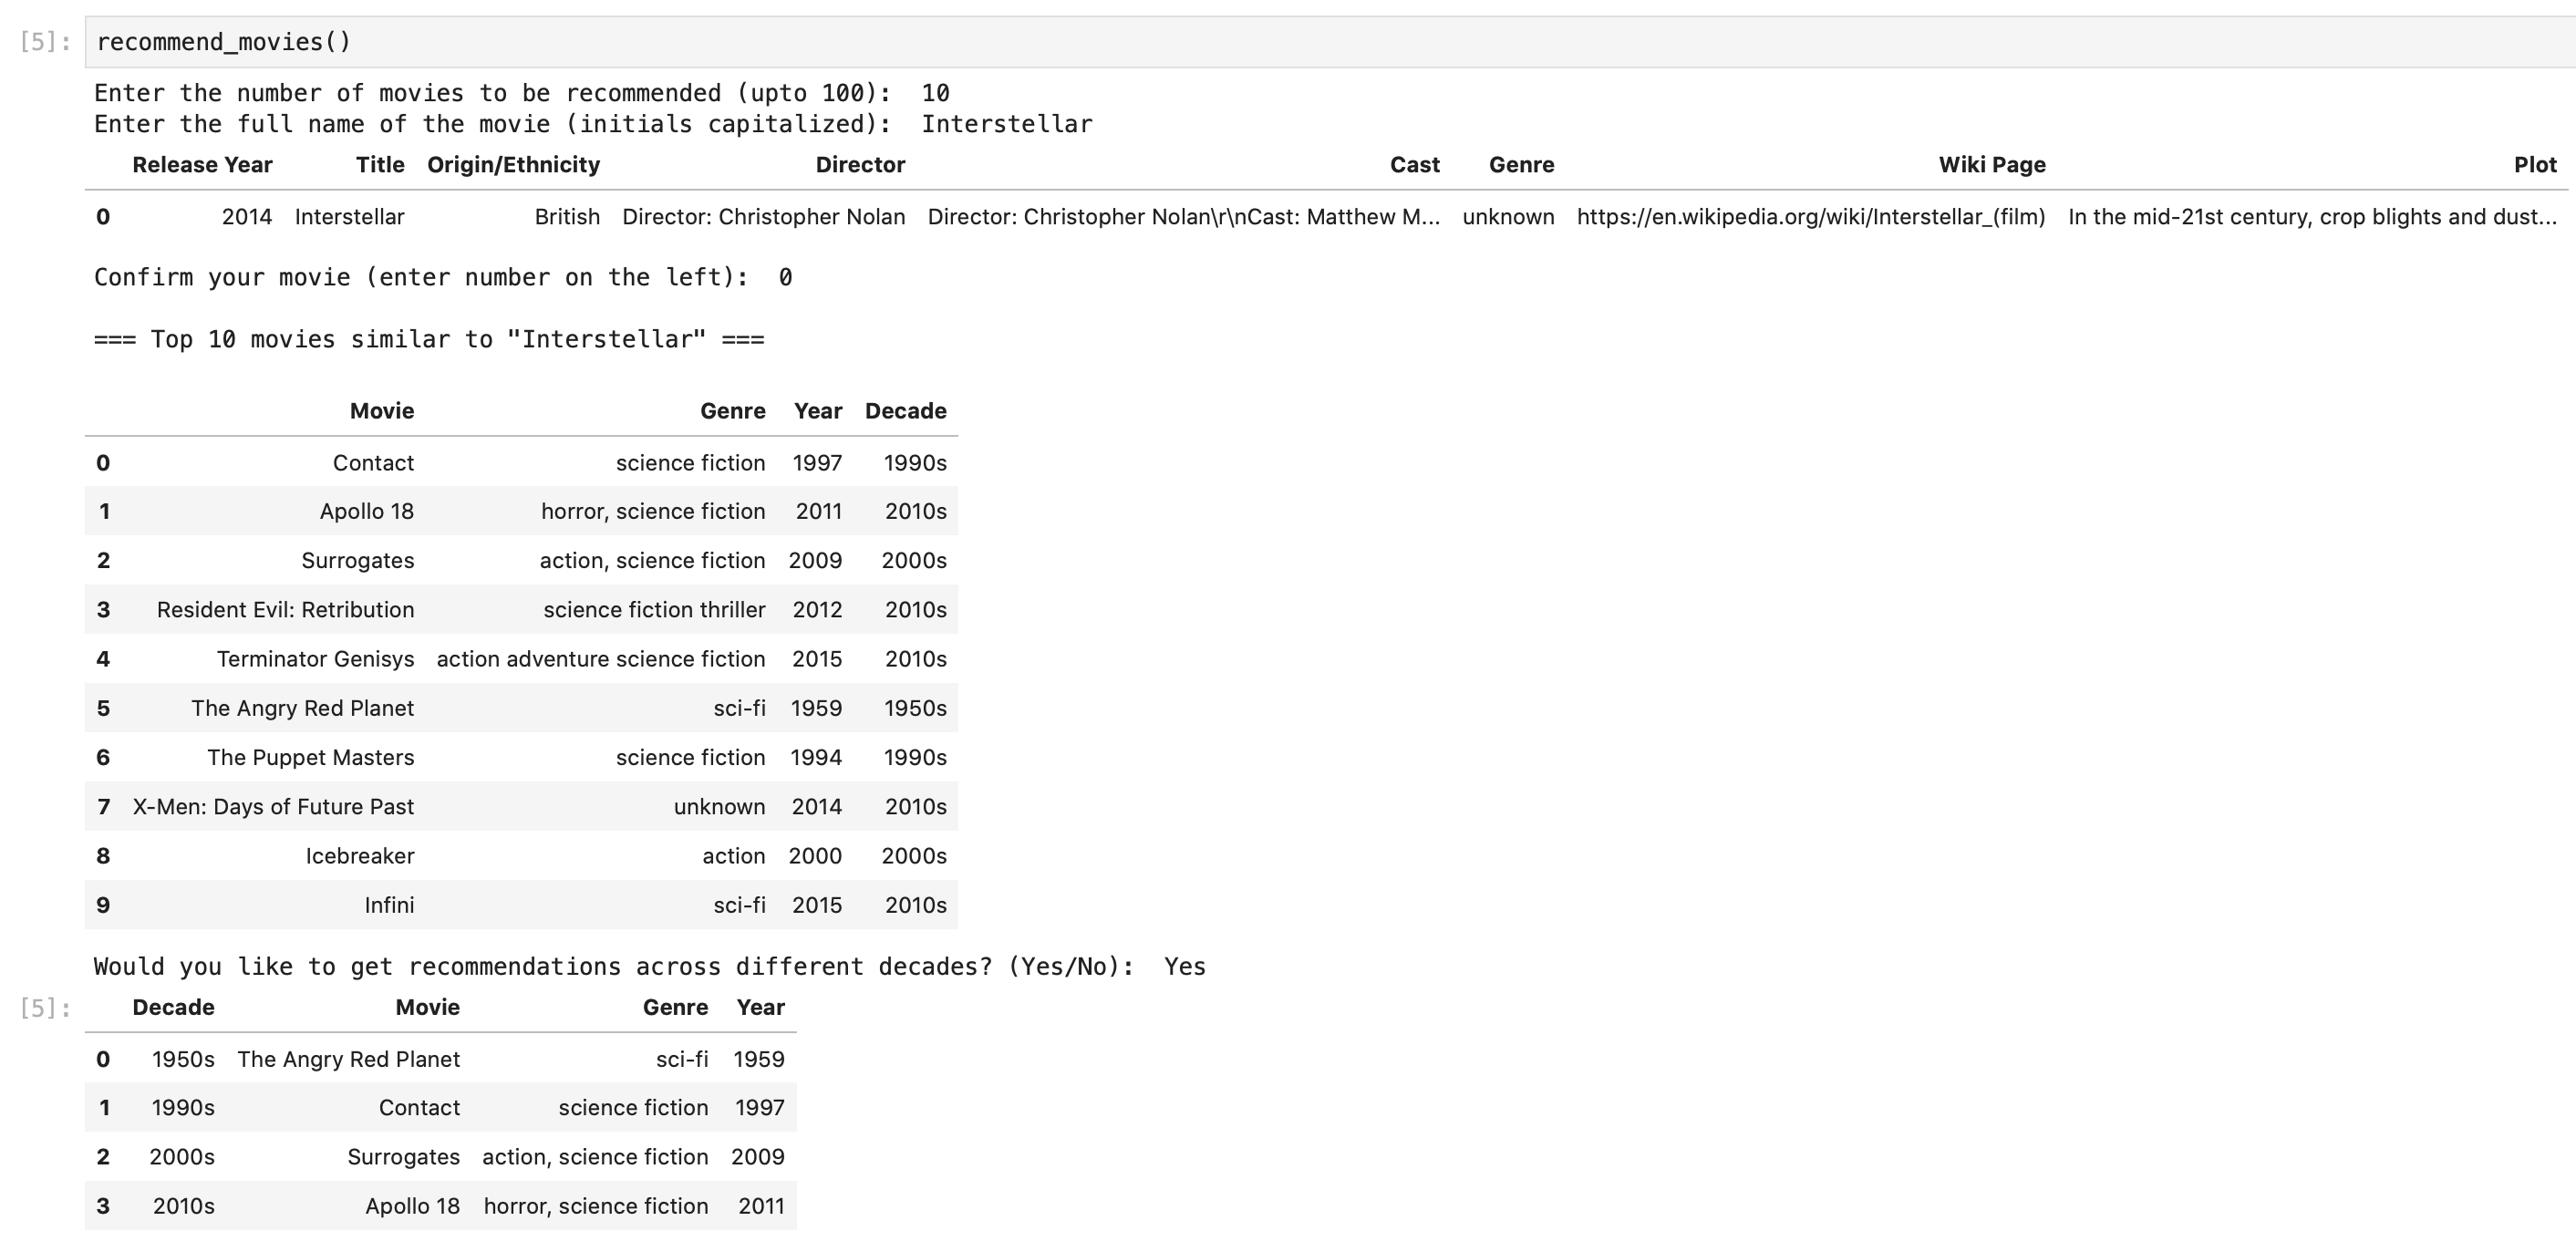 [5]: recommend_movies()
Enter the number of movies to be recommended (upto 100): 10
Enter the full name of the movie (initials capitalized): Interstellar
Release Year Title Origin/Ethnicity Director Cast Genre Wiki Page Plot
0 2014 Interstellar British Director: Christopher Nolan Director: Christopher Nolan\r\nCast: Matthew M... unknown https://en.wikipedia.org/wiki/Interstellar_(film) In the mid-21st century, crop blights and dust...
Confirm your movie (enter number on the left): 0
=== Top 10 movies similar to "Interstellar" ===
Movie Genre Year Decade
0 Contact science fiction 1997 1990s
1 Apollo 18 horror, science fiction 2011 2010s
2 Surrogates action, science fiction 2009 2000s
3 Resident Evil: Retribution science fiction thriller 2012 2010s
4 Terminator Genisys action adventure science fiction 2015 2010s
5 The Angry Red Planet sci-fi 1959 1950s
6 The Puppet Masters science fiction 1994 1990s
7 X-Men: Days of Future Past unknown 2014 2010s
8 Icebreaker action 2000 2000s
9 Infini sci-fi 2015 2010s
Would you like to get recommendations across different decades? (Yes/No): Yes
[5]: Decade Movie Genre Year
0 1950s The Angry Red Planet sci-fi 1959
1 1990s Contact science fiction 1997
2 2000s Surrogates action, science fiction 2009
3 2010s Apollo 18 horror, science fiction 2011